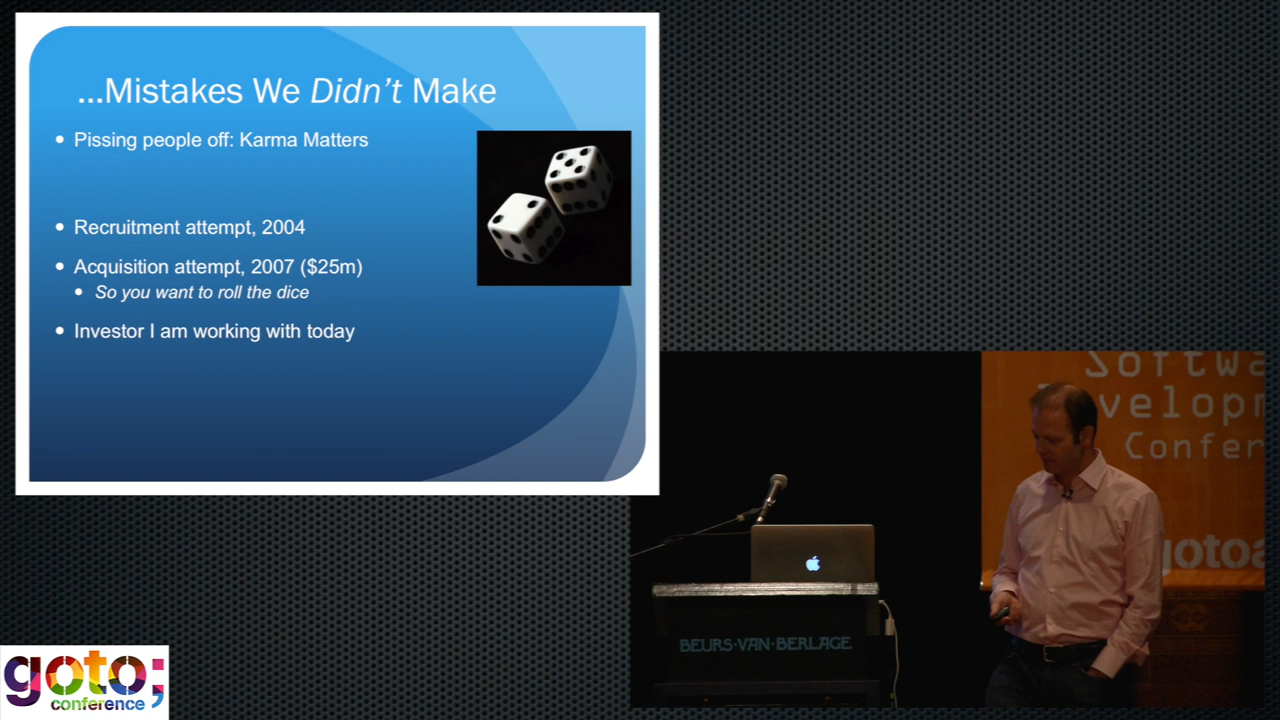 ...Mistakes We Didn't Make
Pissing people off: Karma Matters
Recruitment attempt, 2004
Acquisition attempt, 2007 ($25m)
So you want to roll the dice
Investor I am working with today
Softwa
velopm
Confer
gotoa
BEURS·VAN·BERLAGE
goto;
conference